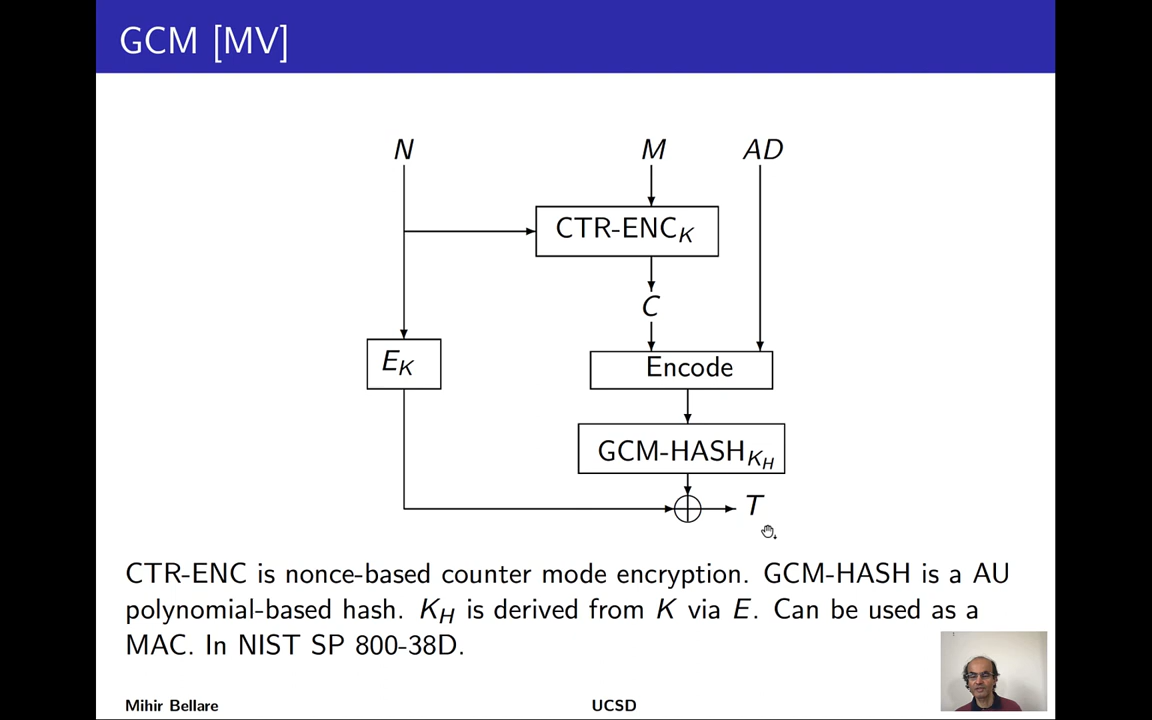 GCM [MV]
N
M
AD
CTR-ENC_K
C
E_K
Encode
GCM-HASH_{K_H}
T
CTR-ENC is nonce-based counter mode encryption. GCM-HASH is a AU
polynomial-based hash. K_H is derived from K via E. Can be used as a
MAC. In NIST SP 800-38D.
Mihir Bellare
UCSD